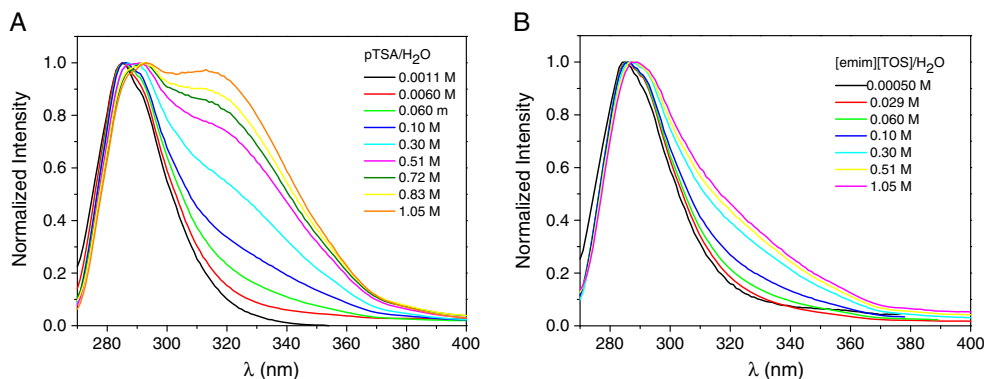 A
pTSA/H2O
0.0011 M
0.0060 M
0.060 m
0.10 M
0.30 M
0.51 M
0.72 M
0.83 M
1.05 M
Normalized Intensity
1.0
0.8
0.6
0.4
0.2
0.0
280 300 320 340 360 380 400
λ (nm)
B
[emim][TOS]/H2O
0.00050 M
0.029 M
0.060 M
0.10 M
0.30 M
0.51 M
1.05 M
Normalized Intensity
1.0
0.8
0.6
0.4
0.2
0.0
280 300 320 340 360 380 400
λ (nm)